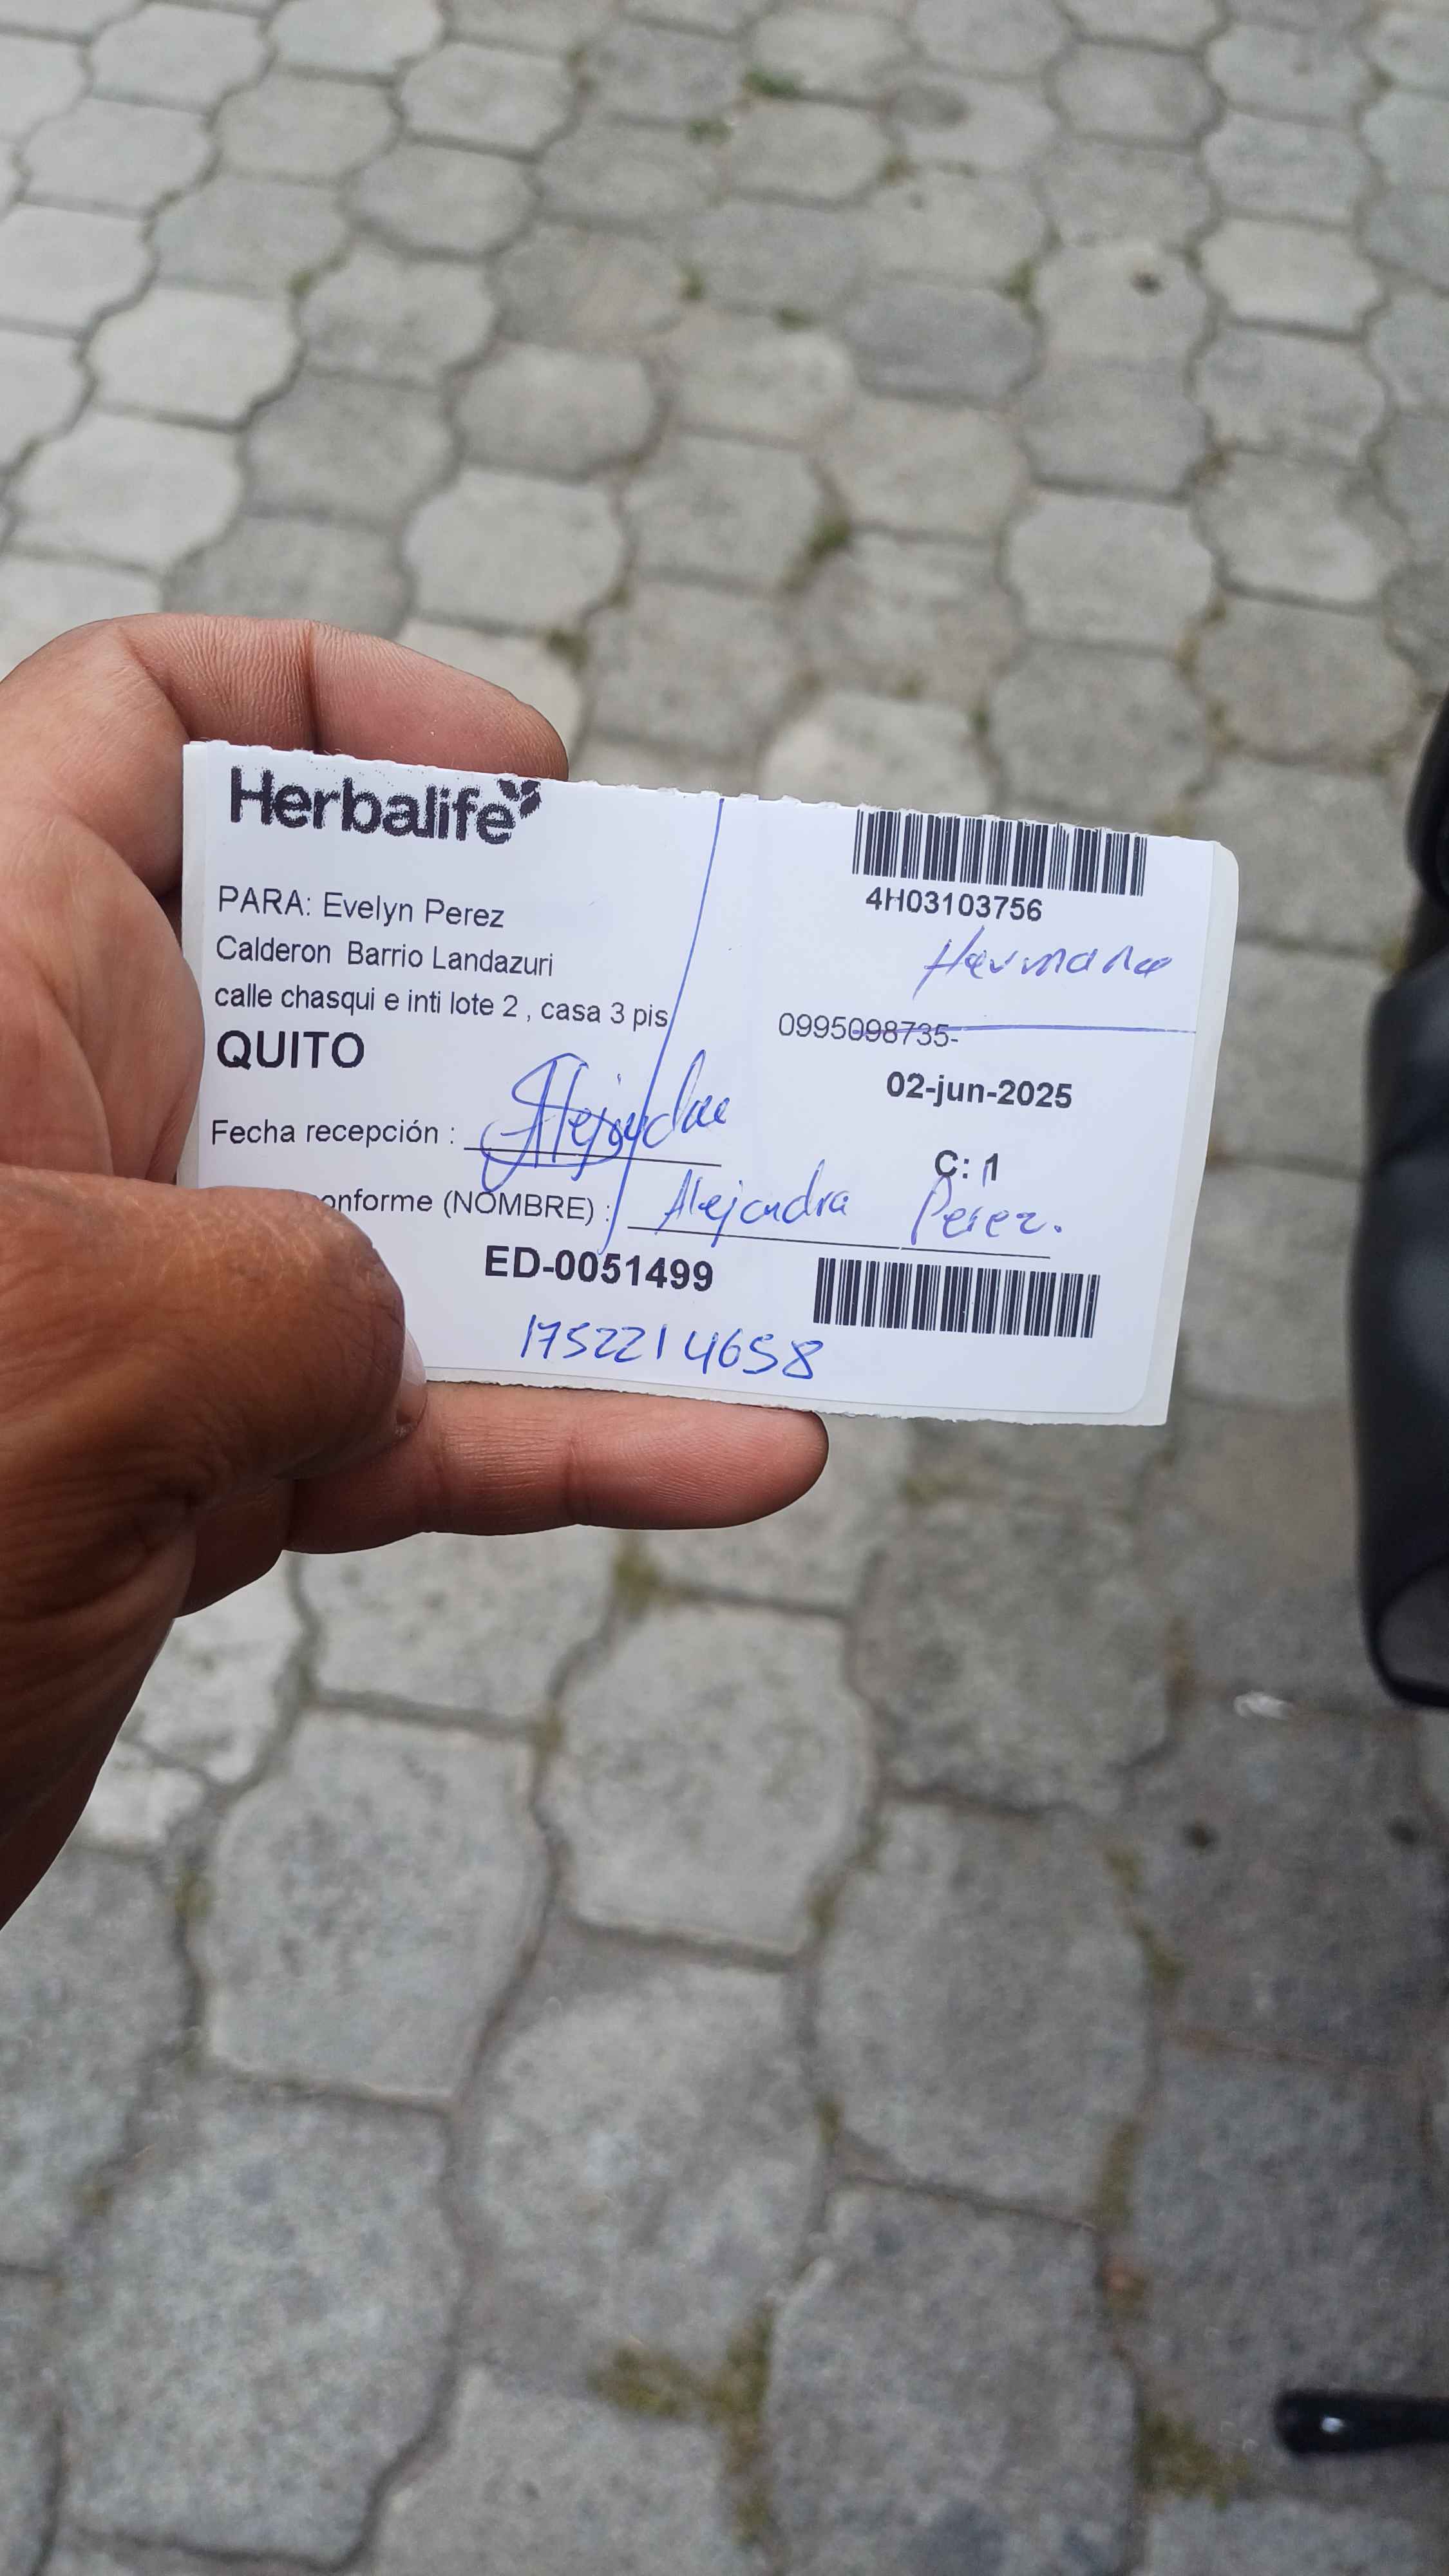 Herbalife
PARA: Evelyn Perez
Calderon Barrio Landazuri
calle chasqui e inti lote 2 , casa 3 pis
QUITO
4H03103756
Hermana
0995098735-
02-jun-2025
C: 1
Fecha recepción : Alejandra
onforme (NOMBRE) : Alejandra Perez.
ED-0051499
1752214658